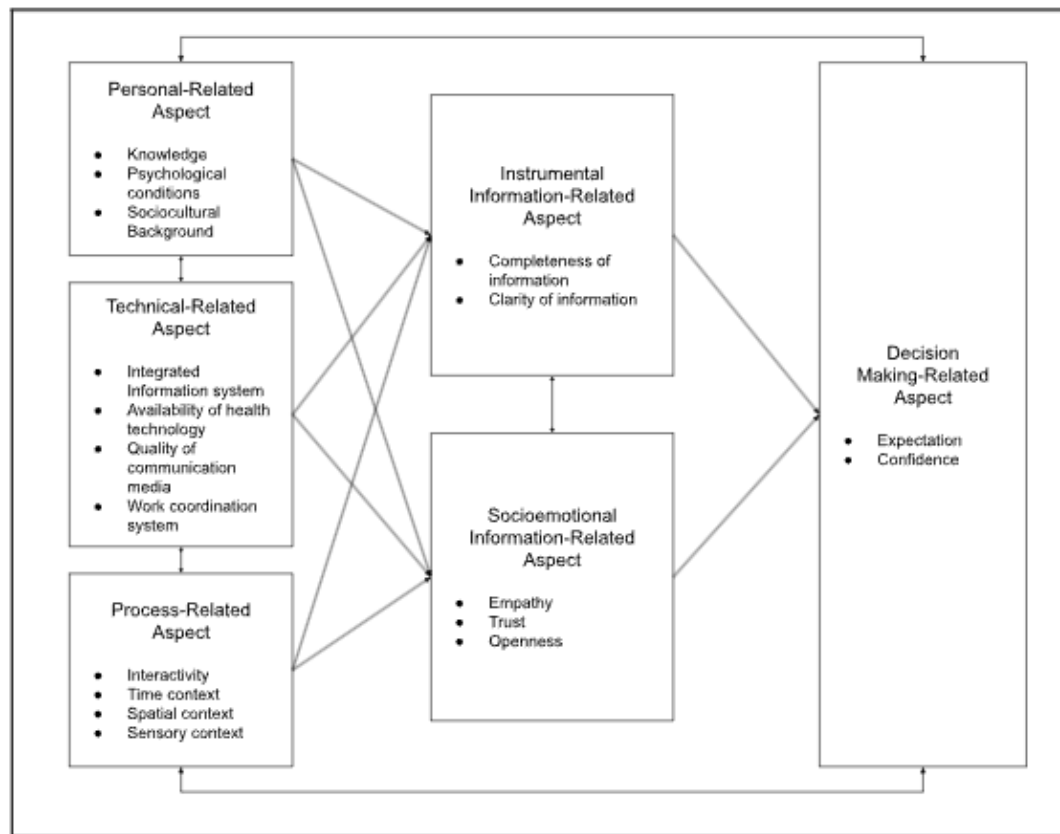 Personal-Related
Aspect
● Knowledge
● Psychological
conditions
● Sociocultural
Background
Technical-Related
Aspect
● Integrated
Information system
● Availability of health
technology
● Quality of
communication
media
● Work coordination
system
Process-Related
Aspect
● Interactivity
● Time context
● Spatial context
● Sensory context
Instrumental
Information-Related
Aspect
● Completeness of
information
● Clarity of information
Socioemotional
Information-Related
Aspect
● Empathy
● Trust
● Openness
Decision
Making-Related
Aspect
● Expectation
● Confidence